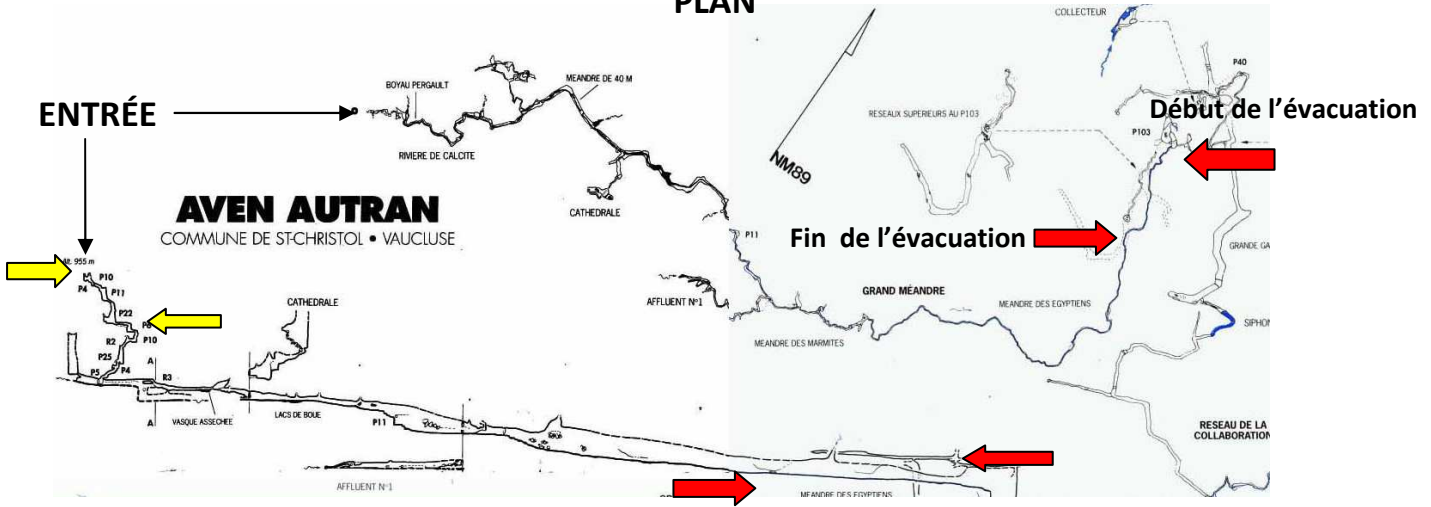 PLAN
COLLECTEUR
P40
BOYAU PERGAULT
MEANDRE DE 40 M
ENTRÉE
RESEAUX SUPERIEURS AU P103
Début de l'évacuation
P103
RIVIERE DE CALCITE
NM89
AVEN AUTRAN
COMMUNE DE ST-CHRISTOL • VAUCLUSE
CATHEDRALE
P11
Fin de l'évacuation
GRANDE GA
Alt. 955 m
P10
P4
P11
P22
P10
R2
P25
P4
P5
A
R3
A
CATHEDRALE
AFFLUENT N°1
GRAND MÉANDRE
MEANDRE DES EGYPTIENS
SIPHON
MEANDRE DES MARMITES
VASQUE ASSECHEE
LACS DE BOUE
P11
RESEAU DE LA
COLLABORATION
AFFLUENT N°1
MEANDRE DES EGYPTIENS